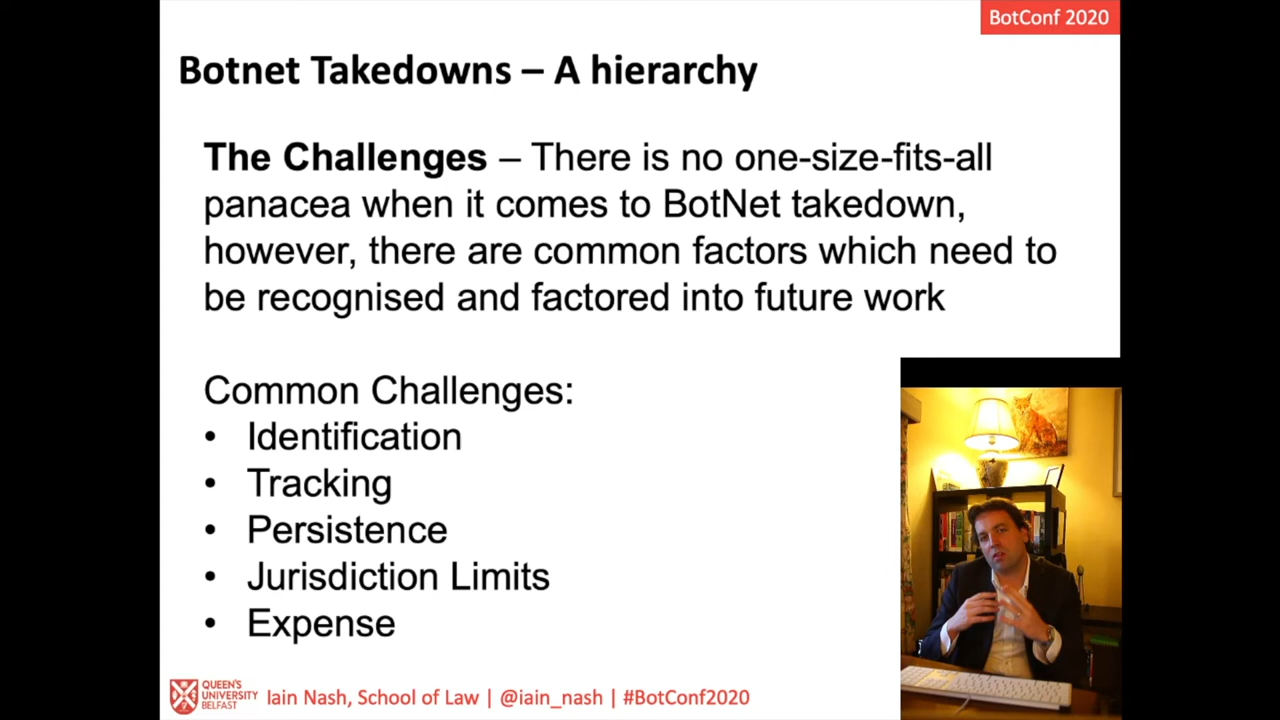 BotConf 2020
Botnet Takedowns – A hierarchy
The Challenges – There is no one-size-fits-all
panacea when it comes to BotNet takedown,
however, there are common factors which need to
be recognised and factored into future work
Common Challenges:
• Identification
• Tracking
• Persistence
• Jurisdiction Limits
• Expense
QUEEN'S
UNIVERSITY
BELFAST
Iain Nash, School of Law | @iain_nash | #BotConf2020